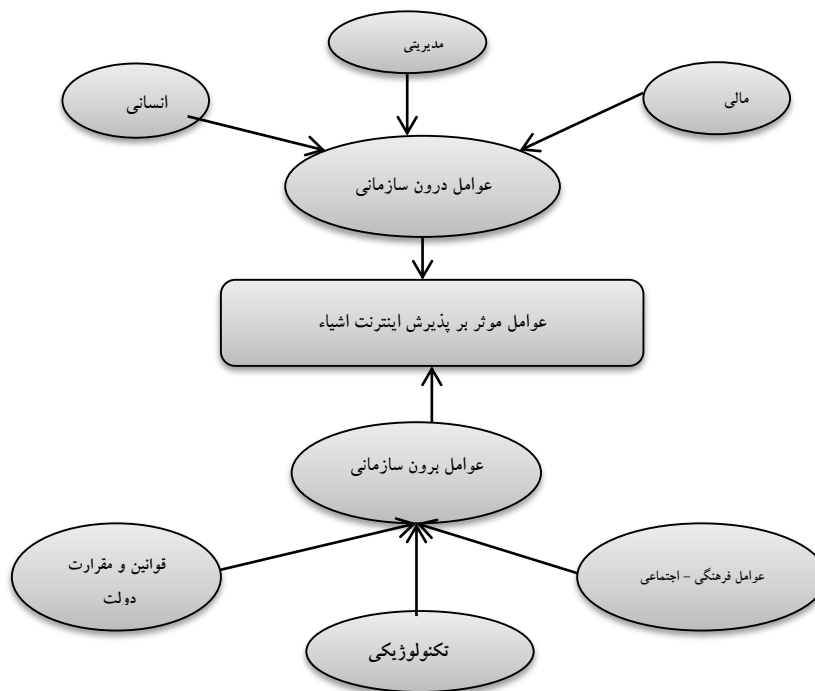 مدیریتی
مالی
انسانی
عوامل درون سازمانی
عوامل موثر بر پذیرش اینترنت اشیاء
عوامل برون سازمانی
عوامل فرهنگی – اجتماعی
قوانین و مقرارت
دولت
تکنولوژیکی